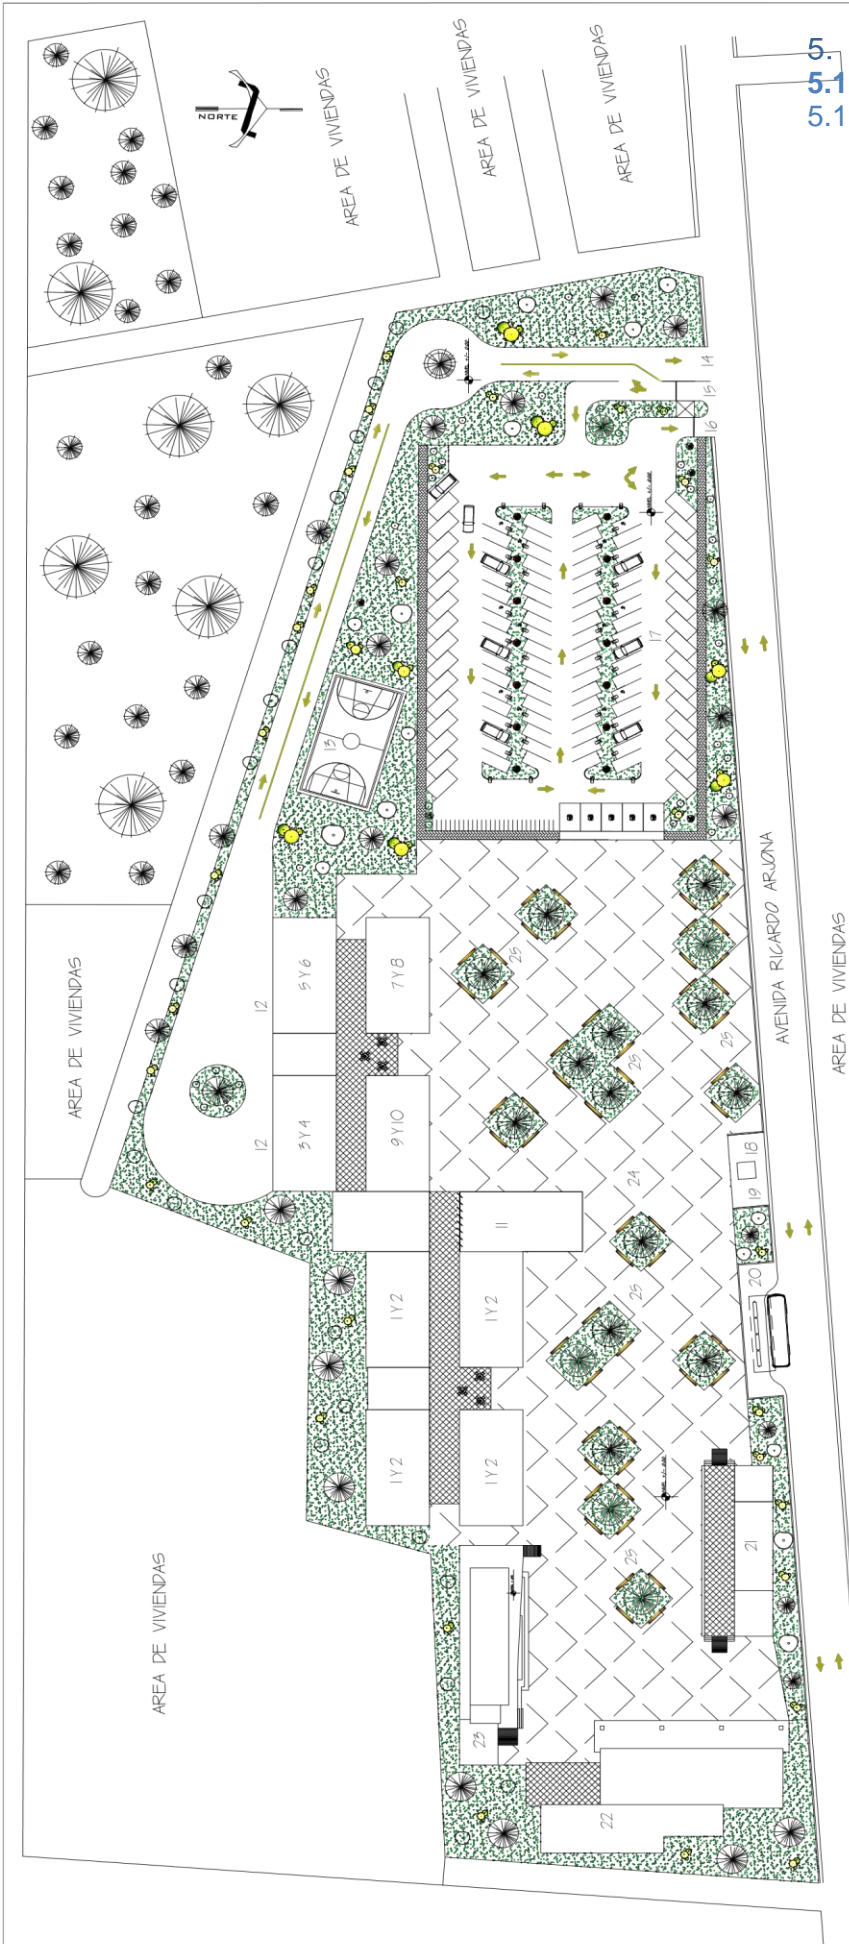 5.
5.1
5.1
NORTE
AREA DE VIVIENDAS
AREA DE VIVIENDAS
AREA DE VIVIENDAS
14
15
16
17
13
AVENIDA RICARDO ARJONA
AREA DE VIVIENDAS
AREA DE VIVIENDAS
12
5 Y 6
7 Y 8
25
25
25
12
3 Y 4
9 Y 10
24
18
19
11
20
1 Y 2
1 Y 2
25
1 Y 2
1 Y 2
21
25
AREA DE VIVIENDAS
23
22